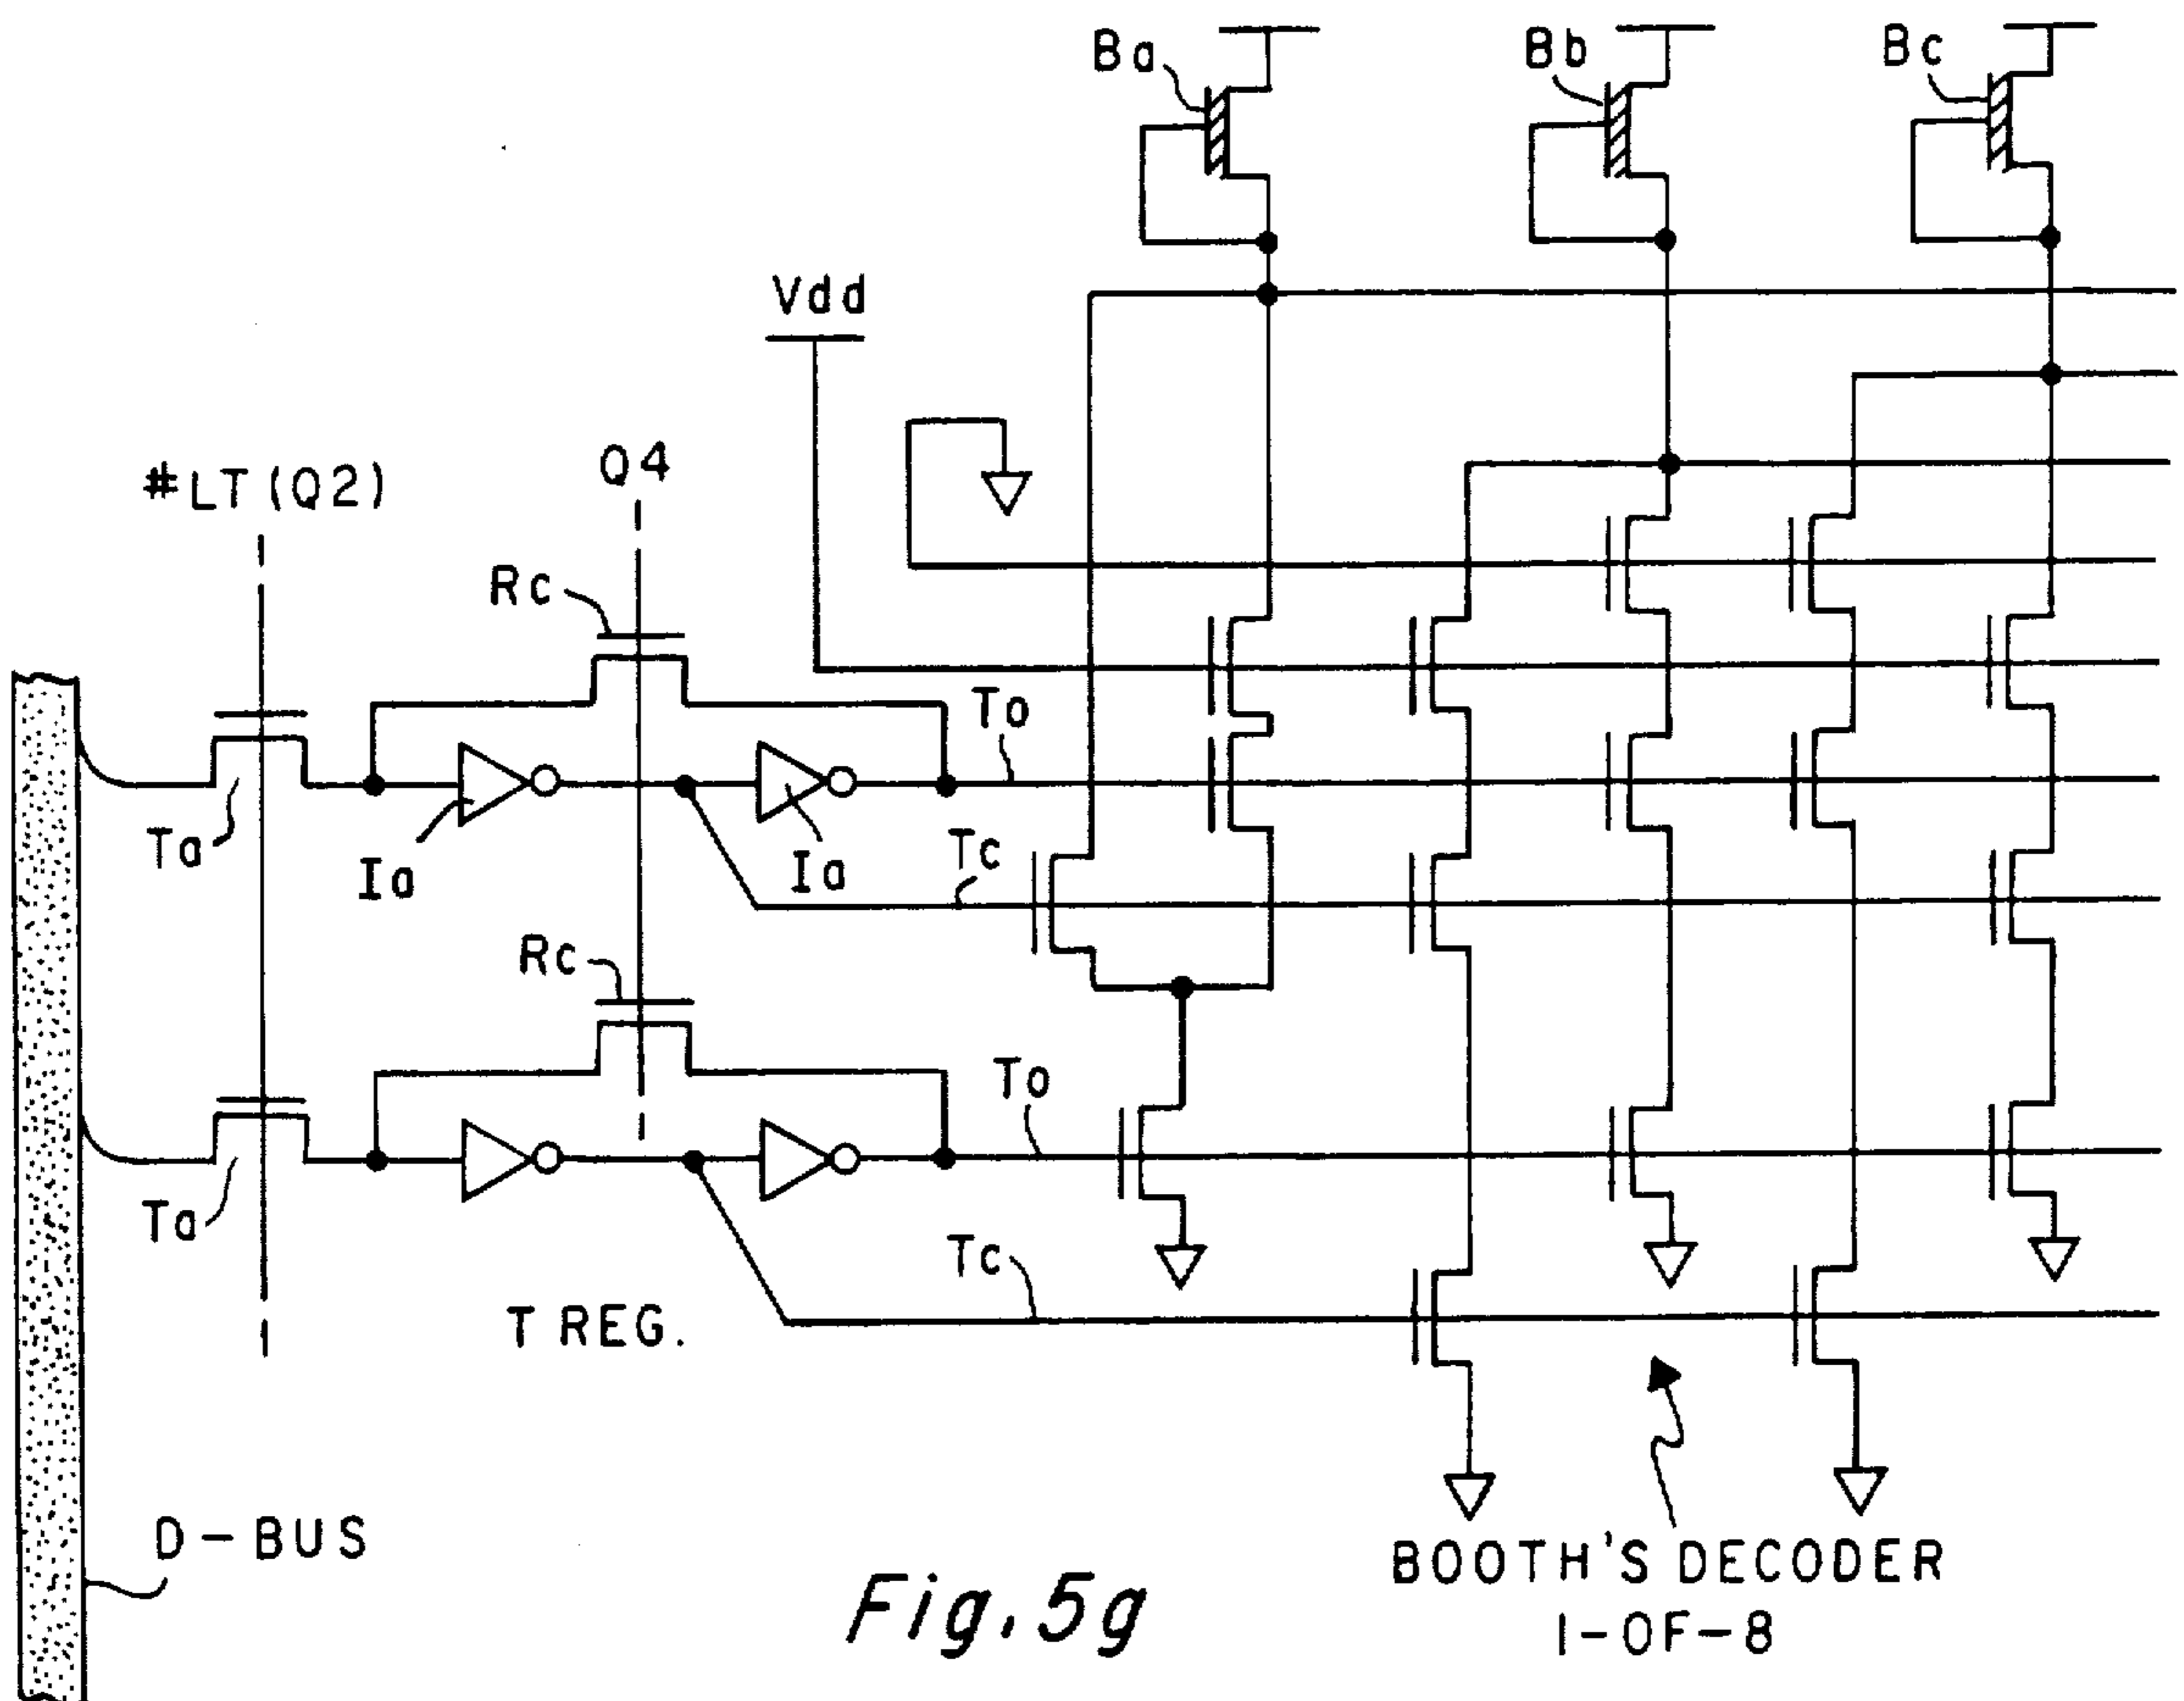 Ba
Bb
Bc
Vdd
#LT(Q2)
Q4
Rc
To
Ta
Ia
Ia
Tc
Rc
To
Ta
Tc
T REG.
D-BUS
BOOTH'S DECODER
1-OF-8
Fig. 5g